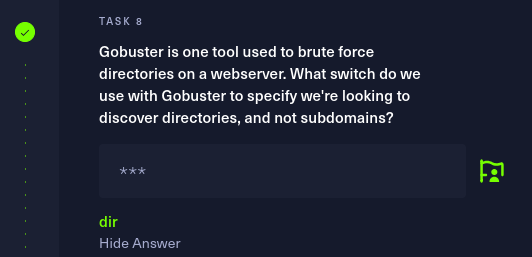 TASK 8
Gobuster is one tool used to brute force
directories on a webserver. What switch do we
use with Gobuster to specify we're looking to
discover directories, and not subdomains?
***
dir
Hide Answer